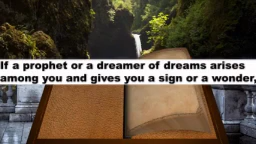 If a prophet or a dreamer of dreams arises
among you and gives you a sign or a wonder,